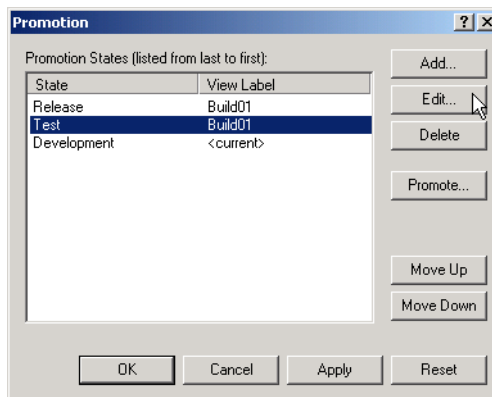 Promotion
Promotion States (listed from last to first):
State View Label
Release Build01
Test Build01
Development <current>
Add...
Edit...
Delete
Promote...
Move Up
Move Down
OK Cancel Apply Reset